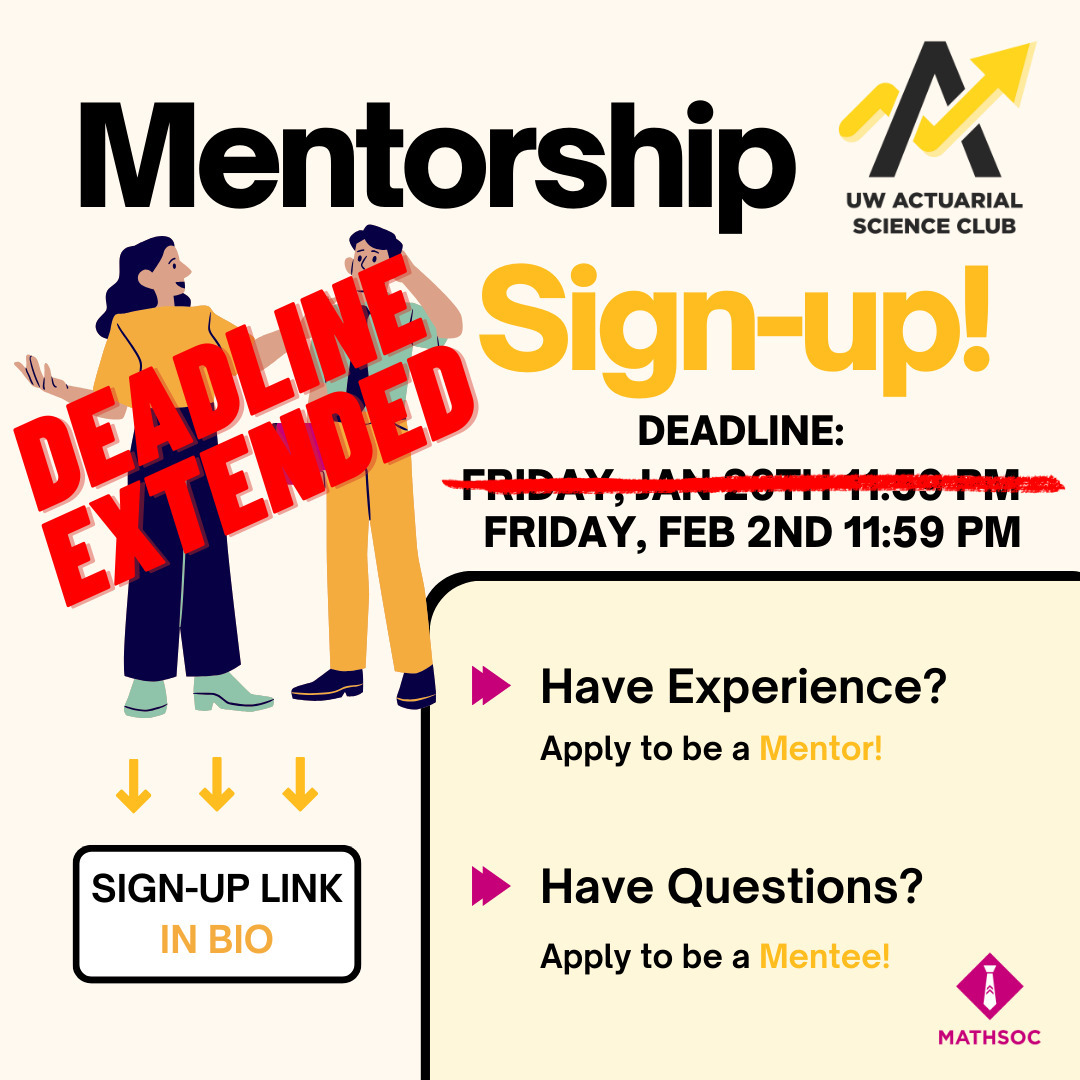 Mentorship
UW ACTUARIAL
SCIENCE CLUB
Sign-up!
DEADLINE
EXTENDED
DEADLINE:
FRIDAY, JAN 26TH 11:59 PM
FRIDAY, FEB 2ND 11:59 PM
Have Experience?
Apply to be a Mentor!
SIGN-UP LINK
IN BIO
Have Questions?
Apply to be a Mentee!
MATHSOC